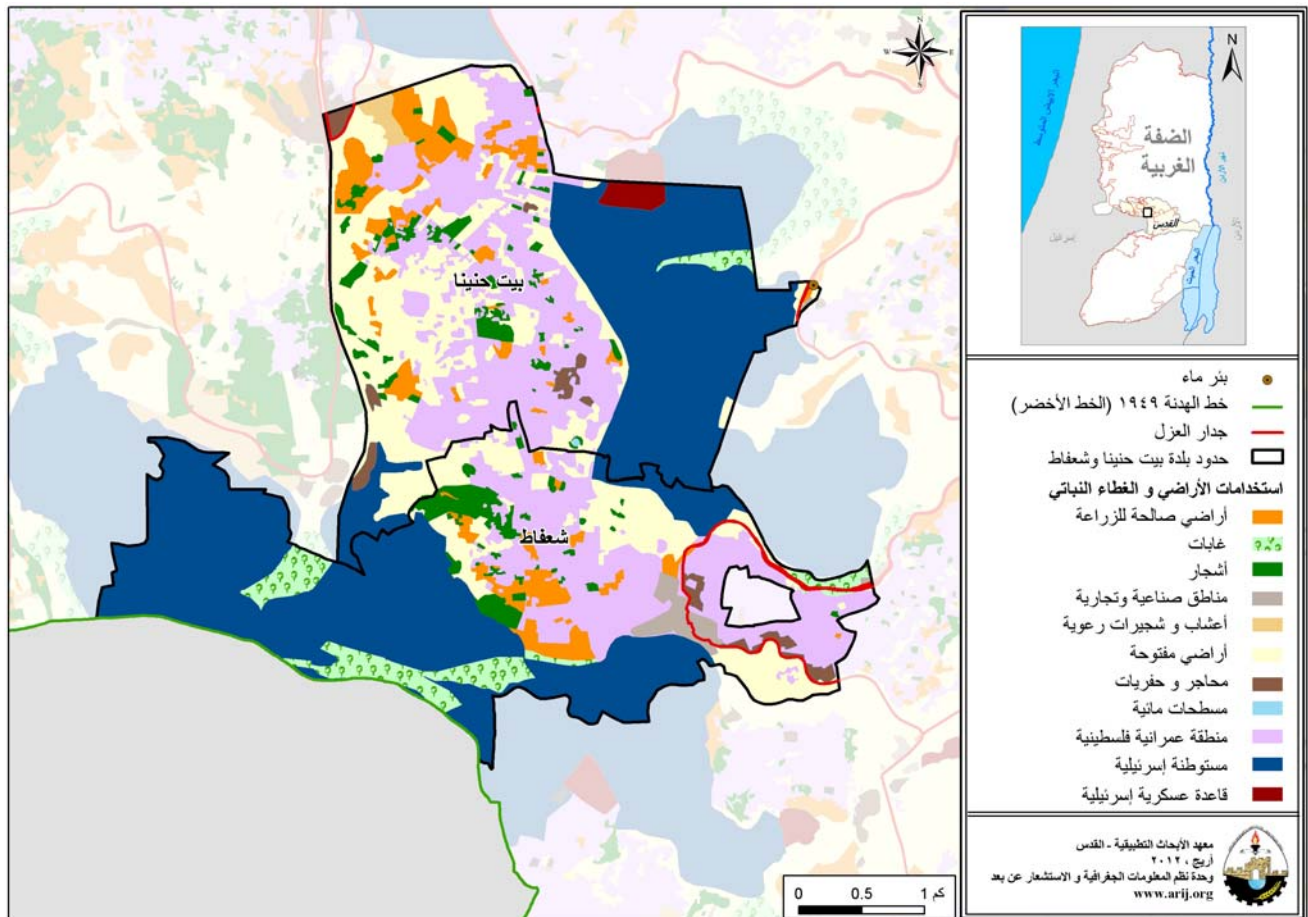 بيت حنينا
شعفاط
N
W
E
S
0
0.5
1 كم
N
البحر الأبيض المتوسط
الضفة
الغربية
نهر الأردن
القدس
إسرائيل
الأردن
البحر الميت
بئر ماء
خط الهدنة ١٩٤٩ (الخط الأخضر)
جدار العزل
حدود بلدة بيت حنينا وشعفاط
استخدامات الأراضي و الغطاء النباتي
أراضي صالحة للزراعة
غابات
أشجار
مناطق صناعية وتجارية
أعشاب و شجيرات رعوية
أراضي مفتوحة
محاجر و حفريات
مسطحات مائية
منطقة عمرانية فلسطينية
مستوطنة إسرئيلية
قاعدة عسكرية إسرئيلية
معهد الأبحاث التطبيقية - القدس
أريج ، ٢٠١٢
وحدة نظم المعلومات الجغرافية و الاستشعار عن بعد
www.arij.org